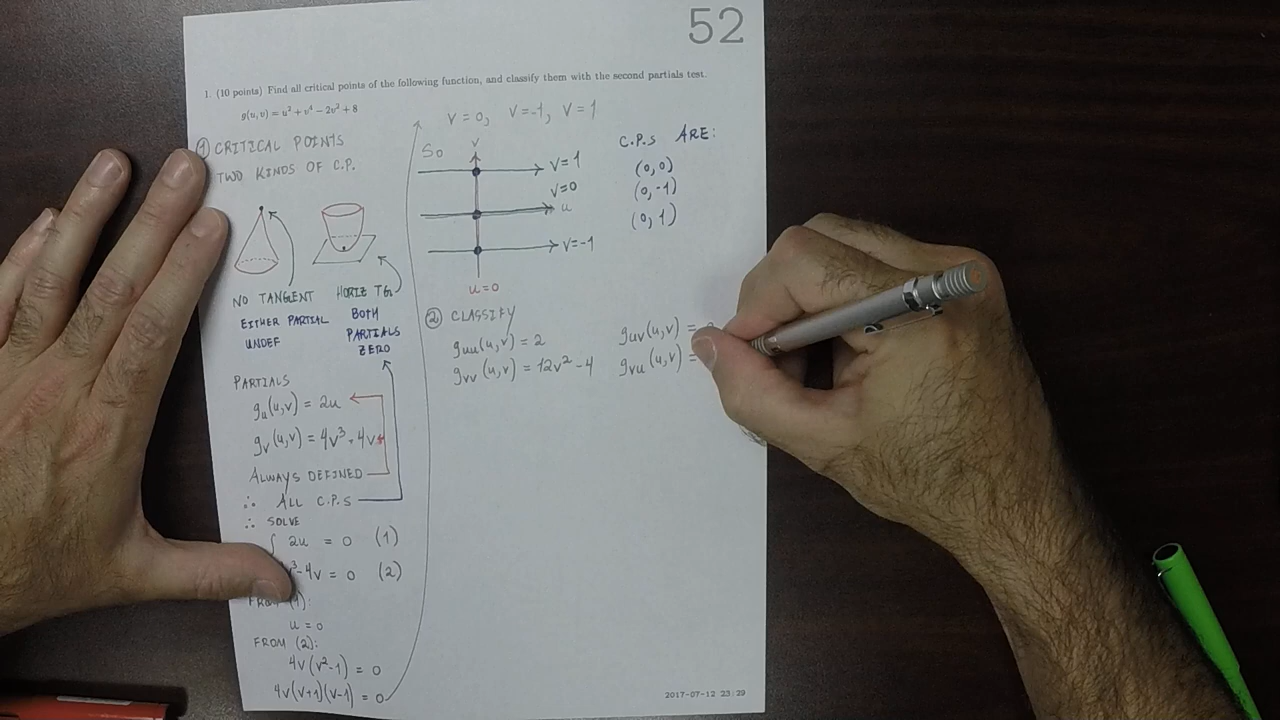 52
1. (10 points) Find all critical points of the following function, and classify them with the second partials test.
g(u, v) = u² + v⁴ − 2v² + 8
① CRITICAL POINTS
TWO KINDS OF C.P.
NO TANGENT
EITHER PARTIAL
UNDEF
HORIZ TG
BOTH
PARTIALS
ZERO
PARTIALS
gᵤ(u,v) = 2u
gᵥ(u,v) = 4v³ - 4v
ALWAYS DEFINED
∴ ALL C.P.S
∴ SOLVE
2u = 0 (1)
³-4v = 0 (2)
FROM (1):
u = 0
FROM (2):
4v(v²-1) = 0
4v(v+1)(v-1) = 0
v = 0, v=-1, v = 1
So
v
v=1
v=0
u
v=-1
u=0
C.P.S ARE:
(0,0)
(0,-1)
(0,1)
② CLASSIFY
gᵤᵤ(u,v) = 2
gᵥᵥ(u,v) = 12v² - 4
gᵤᵥ(u,v) =
gᵥᵤ(u,v) =
2017-07-12 23/29